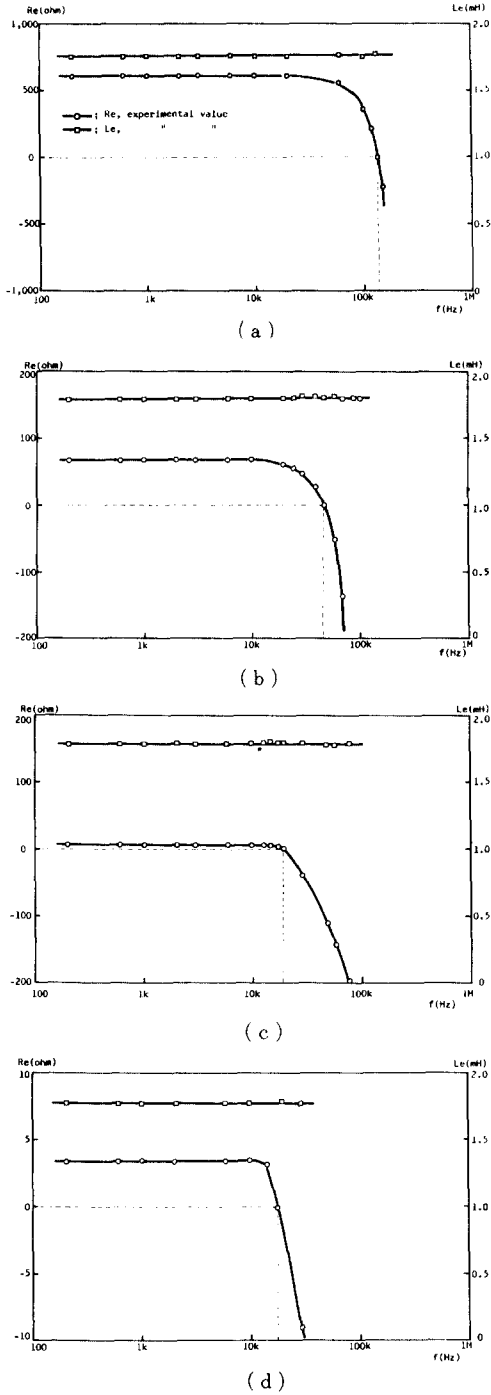 Re(ohm) Le(mH)
1,000 2.0
500 1.5
—○— ; Re, experimental value
—□— ; Le, " "
0 1.0
-500 0.5
-1,000 0
100 1k 10k 100k 1M
f(Hz)
( a )
Re(ohm) Le(mH)
200 2.0
100 1.5
0 1.0
-100 0.5
-200 0
100 1k 10k 100k 1M
f(Hz)
( b )
Re(ohm) Le(mH)
200 2.0
100 1.5
0 1.0
-100 0.5
-200 0
100 1k 10k 100k 1M
f(Hz)
( c )
Re(ohm) Le(mH)
10 2.0
5 1.5
0 1.0
-5 0.5
-10 0
100 1k 10k 100k 1M
f(Hz)
( d )